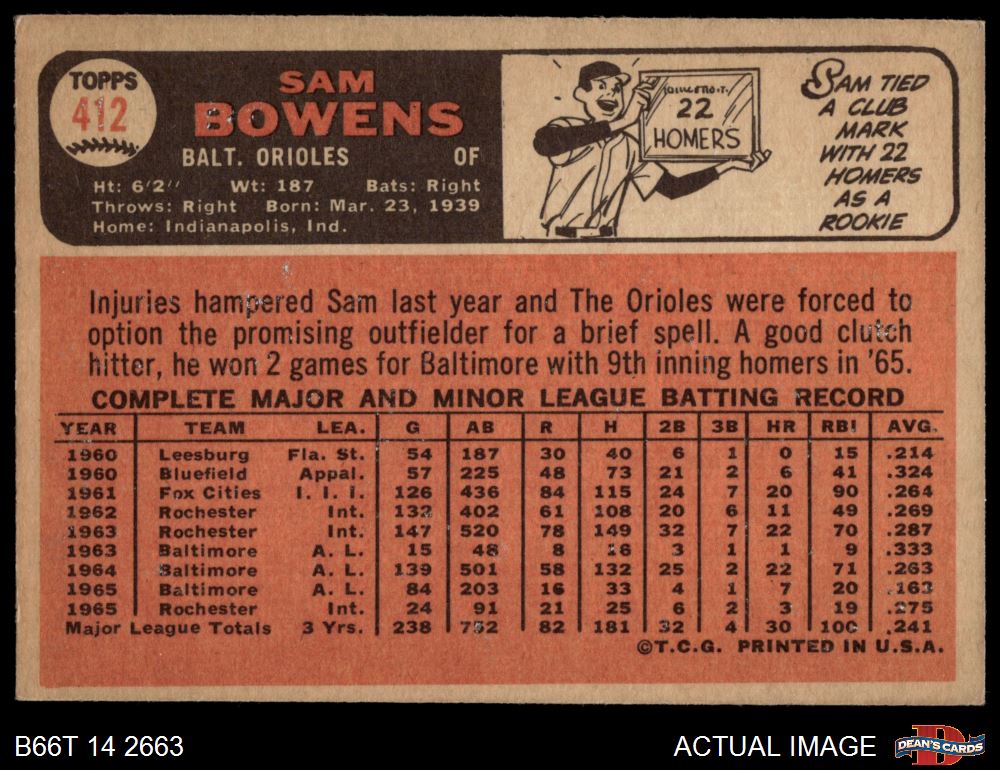 TOPPS
412
SAM
BOWENS
BALT. ORIOLES OF
Ht: 6'2" Wt: 187 Bats: Right
Throws: Right Born: Mar. 23, 1939
Home: Indianapolis, Ind.
22
HOMERS
SAM TIED
A CLUB
MARK
WITH 22
HOMERS
AS A
ROOKIE
Injuries hampered Sam last year and The Orioles were forced to
option the promising outfielder for a brief spell. A good clutch
hitter, he won 2 games for Baltimore with 9th inning homers in '65.
COMPLETE MAJOR AND MINOR LEAGUE BATTING RECORD
YEAR TEAM LEA. G AB R H 2B 3B HR RBI AVG.
1960 Leesburg Fla. St. 54 187 30 40 6 1 0 15 .214
1960 Bluefield Appal. 57 225 48 73 21 2 6 41 .324
1961 Fox Cities I. I. I. 126 436 84 115 24 7 20 90 .264
1962 Rochester Int. 132 402 61 108 20 6 11 49 .269
1963 Rochester Int. 147 520 78 149 32 7 22 70 .287
1963 Baltimore A. L. 15 48 8 16 3 1 1 9 .333
1964 Baltimore A. L. 139 501 58 132 25 2 22 71 .263
1965 Baltimore A. L. 84 203 16 33 4 1 7 20 .163
1965 Rochester Int. 24 91 21 25 6 2 3 19 .275
Major League Totals 3 Yrs. 238 752 82 181 32 4 30 100 .241
©T.C.G. PRINTED IN U.S.A.
B66T 14 2663
ACTUAL IMAGE
DEAN'S CARDS